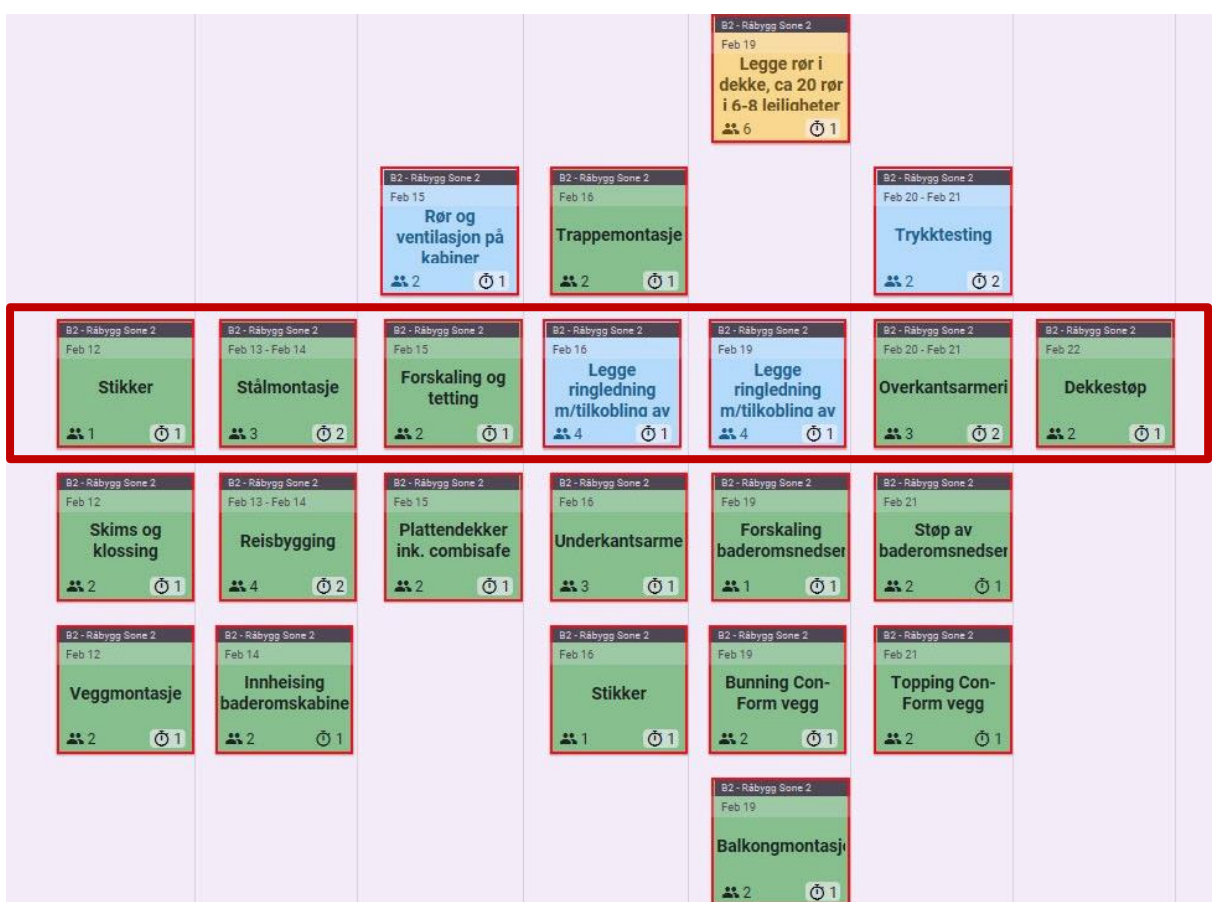 B2 - Råbygg Sone 2
Feb 19
Legge rør i
dekke, ca 20 rør
i 6-8 leiligheter
6 1
B2 - Råbygg Sone 2
Feb 15
Rør og
ventilasjon på
kabiner
2 1
B2 - Råbygg Sone 2
Feb 16
Trappemontasje
2 1
B2 - Råbygg Sone 2
Feb 20 - Feb 21
Trykktesting
2 2
B2 - Råbygg Sone 2
Feb 12
Stikker
1 1
B2 - Råbygg Sone 2
Feb 13 - Feb 14
Stålmontasje
3 2
B2 - Råbygg Sone 2
Feb 15
Forskaling og
tetting
2 1
B2 - Råbygg Sone 2
Feb 16
Legge
ringledning
m/tilkobling av
4 1
B2 - Råbygg Sone 2
Feb 19
Legge
ringledning
m/tilkobling av
4 1
B2 - Råbygg Sone 2
Feb 20 - Feb 21
Overkantsarmeri
3 2
B2 - Råbygg Sone 2
Feb 22
Dekkestøp
2 1
B2 - Råbygg Sone 2
Feb 12
Skims og
klossing
2 1
B2 - Råbygg Sone 2
Feb 13 - Feb 14
Reisbygging
4 2
B2 - Råbygg Sone 2
Feb 15
Plattendekker
ink. combisafe
2 1
B2 - Råbygg Sone 2
Feb 16
Underkantsarme
3 1
B2 - Råbygg Sone 2
Feb 19
Forskaling
baderomsnedser
1 1
B2 - Råbygg Sone 2
Feb 21
Støp av
baderomsnedser
2 1
B2 - Råbygg Sone 2
Feb 12
Veggmontasje
2 1
B2 - Råbygg Sone 2
Feb 14
Innheising
baderomskabine
2 1
B2 - Råbygg Sone 2
Feb 16
Stikker
1 1
B2 - Råbygg Sone 2
Feb 19
Bunning Con-
Form vegg
2 1
B2 - Råbygg Sone 2
Feb 21
Topping Con-
Form vegg
2 1
B2 - Råbygg Sone 2
Feb 19
Balkongmontasj
2 1